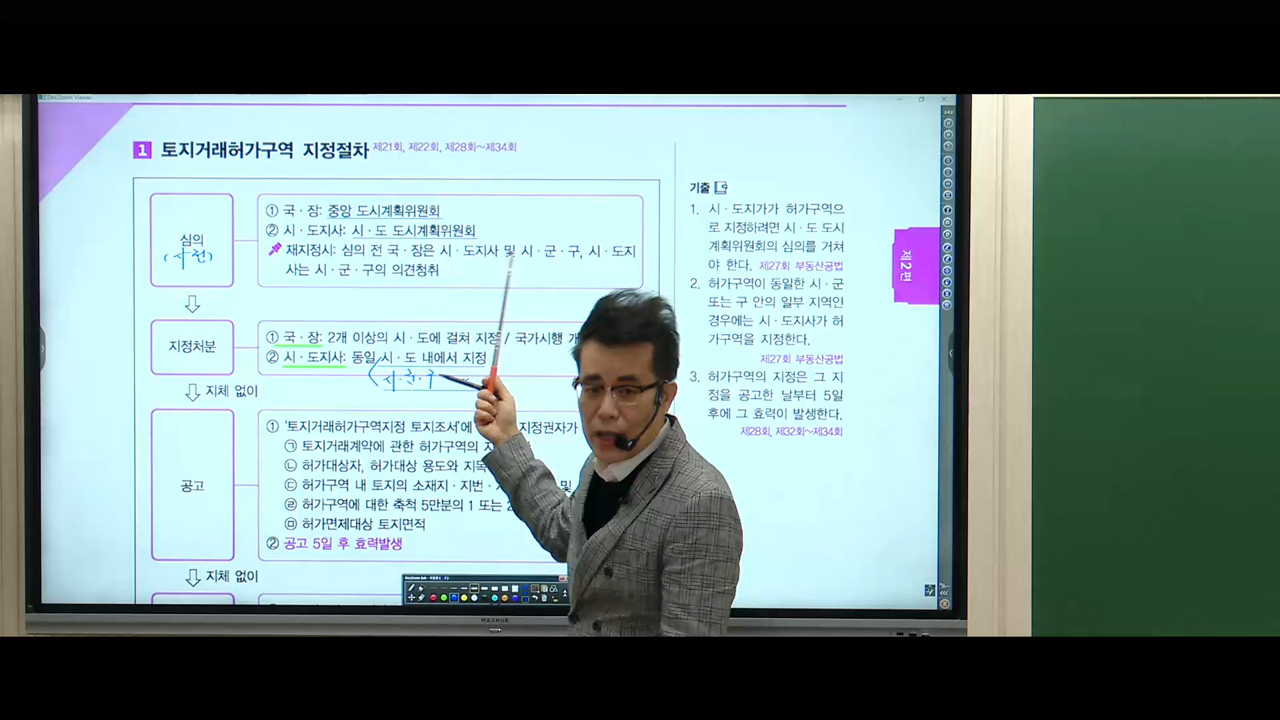 1 토지거래허가구역 지정절차 제21회, 제22회, 제28회~제34회
심의
(사전)
① 국·장: 중앙 도시계획위원회
② 시·도지사: 시·도 도시계획위원회
재지정시: 심의 전 국·장은 시·도지사 및 시·군·구, 시·도지
사는 시·군·구의 의견청취
지정처분
① 국·장: 2개 이상의 시·도에 걸쳐 지정 / 국가시행
② 시·도지사: 동일 시·도 내에서 지정
(시·군·구
지체 없이
공고
① '토지거래허가구역지정 토지조사'에 지정권자가
㉠ 토지거래계약에 관한 허가구역의
㉡ 허가대상자, 허가대상 용도와 지목
㉢ 허가구역 내 토지의 소재지·지번· 및
㉣ 허가구역에 대한 축척 5만분의 1 또는
㉤ 허가면제대상 토지면적
② 공고 5일 후 효력발생
지체 없이
기출
1. 시·도지가가 허가구역으
로 지정하려면 시·도 도시
계획위원회의 심의를 거쳐
야 한다. 제27회 부동산공법
2. 허가구역이 동일한 시·군
또는 구 안의 일부 지역인
경우에는 시·도지사가 허
가구역을 지정한다.
제27회 부동산공법
3. 허가구역의 지정은 그 지
정을 공고한 날부터 5일
후에 그 효력이 발생한다.
제28회, 제32회~제34회
제2편
MAXHUB